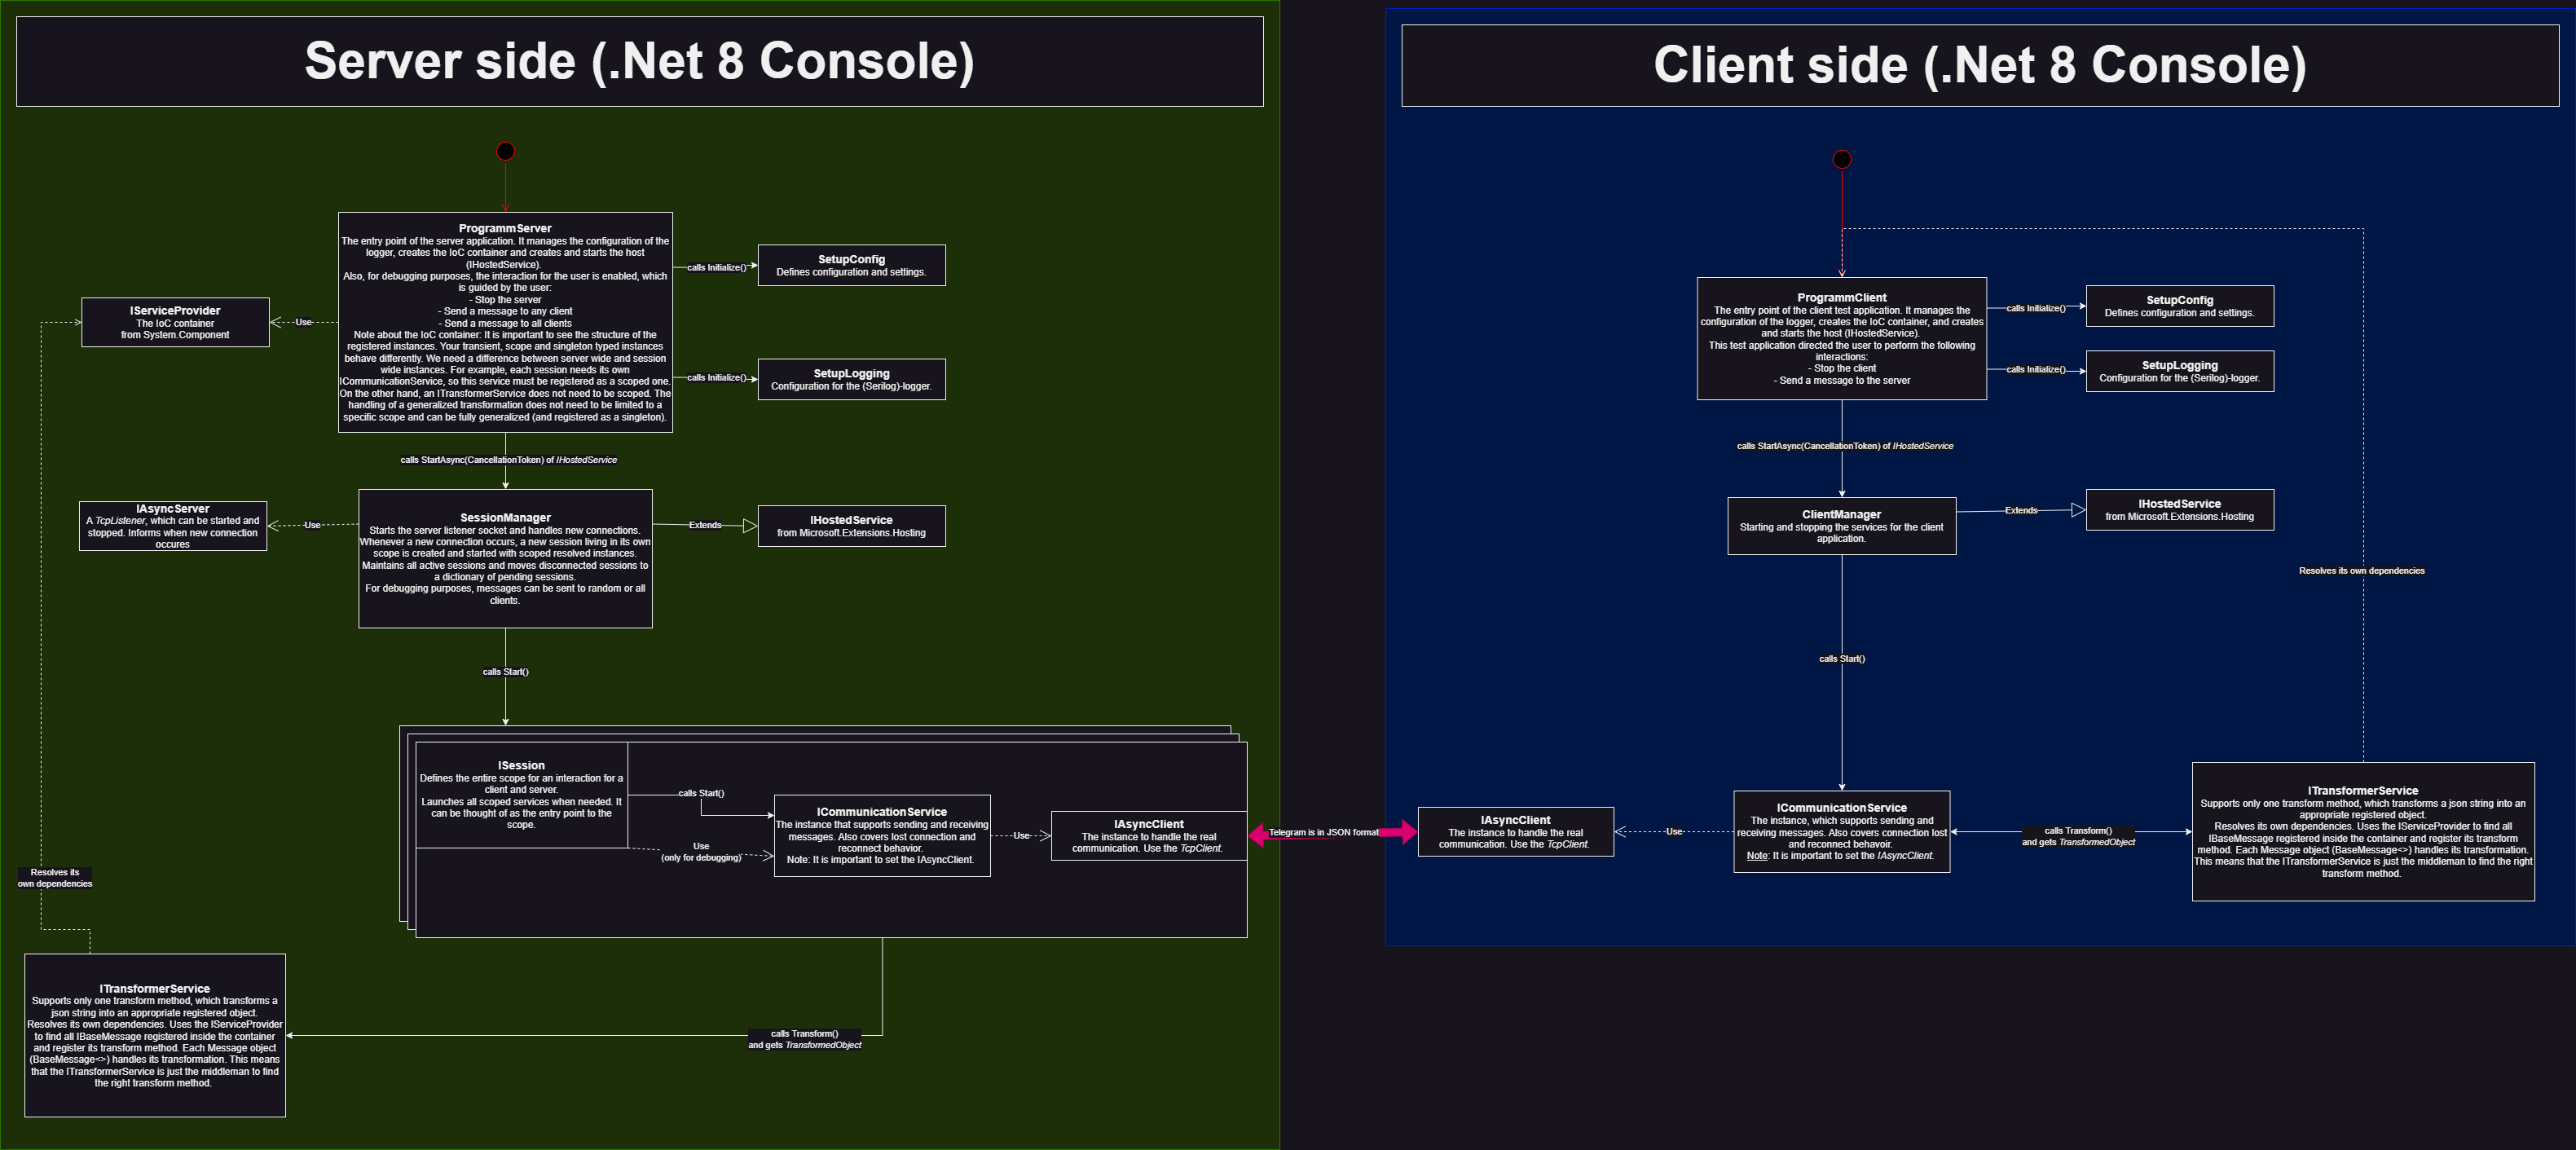 Server side (.Net 8 Console)
ProgrammServer
The entry point of the server application. It manages the configuration of the
logger, creates the IoC container and creates and starts the host
(IHostedService).
Also, for debugging purposes, the interaction for the user is enabled, which
is guided by the user:
- Stop the server
- Send a message to any client
- Send a message to all clients
Note about the IoC container: It is important to see the structure of the
registered instances. Your transient, scope and singleton typed instances
behave differently. We need a difference between server wide and session
wide instances. For example, each session needs its own
ICommunicationService, so this service must be registered as a scoped one.
On the other hand, an ITransformerService does not need to be scoped. The
handling of a generalized transformation does not need to be limited to a
specific scope and can be fully generalized (and registered as a singleton).
calls Initialize()
SetupConfig
Defines configuration and settings.
calls Initialize()
SetupLogging
Configuration for the (Serilog)-logger.
Use
IServiceProvider
The IoC container
from System.Component
calls StartAsync(CancellationToken) of IHostedService
IAsyncServer
A TcpListener, which can be started and
stopped. Informs when new connection
occures
Use
SessionManager
Starts the server listener socket and handles new connections.
Whenever a new connection occurs, a new session living in its own
scope is created and started with scoped resolved instances.
Maintains all active sessions and moves disconnected sessions to
a dictionary of pending sessions.
For debugging purposes, messages can be sent to random or all
clients.
Extends
IHostedService
from Microsoft.Extensions.Hosting
calls Start()
ISession
Defines the entire scope for an interaction for a
client and server.
Launches all scoped services when needed. It
can be thought of as the entry point to the
scope.
calls Start()
Use
(only for debugging)
ICommunicationService
The instance that supports sending and receiving
messages. Also covers lost connection and
reconnect behavior.
Note: It is important to set the IAsyncClient.
Use
IAsyncClient
The instance to handle the real
communication. Use the TcpClient.
Resolves its
own dependencies
ITransformerService
Supports only one transform method, which transforms a
json string into an appropriate registered object.
Resolves its own dependencies. Uses the IServiceProvider
to find all IBaseMessage registered inside the container
and register its transform method. Each Message object
(BaseMessage<>) handles its transformation. This means
that the ITransformerService is just the middleman to find
the right transform method.
calls Transform()
and gets TransformedObject
Telegram is in JSON format
Client side (.Net 8 Console)
ProgrammClient
The entry point of the client test application. It manages the
configuration of the logger, creates the IoC container, and creates
and starts the host (IHostedService).
This test application directed the user to perform the following
interactions:
- Stop the client
- Send a message to the server
calls Initialize()
SetupConfig
Defines configuration and settings.
calls Initialize()
SetupLogging
Configuration for the (Serilog)-logger.
calls StartAsync(CancellationToken) of IHostedService
ClientManager
Starting and stopping the services for the client
application.
Extends
IHostedService
from Microsoft.Extensions.Hosting
Resolves its own dependencies
calls Start()
IAsyncClient
The instance to handle the real
communication. Use the TcpClient.
Use
ICommunicationService
The instance, which supports sending and
receiving messages. Also covers connection lost
and reconnect behavoir.
Note: It is important to set the IAsyncClient.
calls Transform()
and gets TransformedObject
ITransformerService
Supports only one transform method, which transforms a json string into an
appropriate registered object.
Resolves its own dependencies. Uses the IServiceProvider to find all
IBaseMessage registered inside the container and register its transform
method. Each Message object (BaseMessage<>) handles its transformation.
This means that the ITransformerService is just the middleman to find the right
transform method.